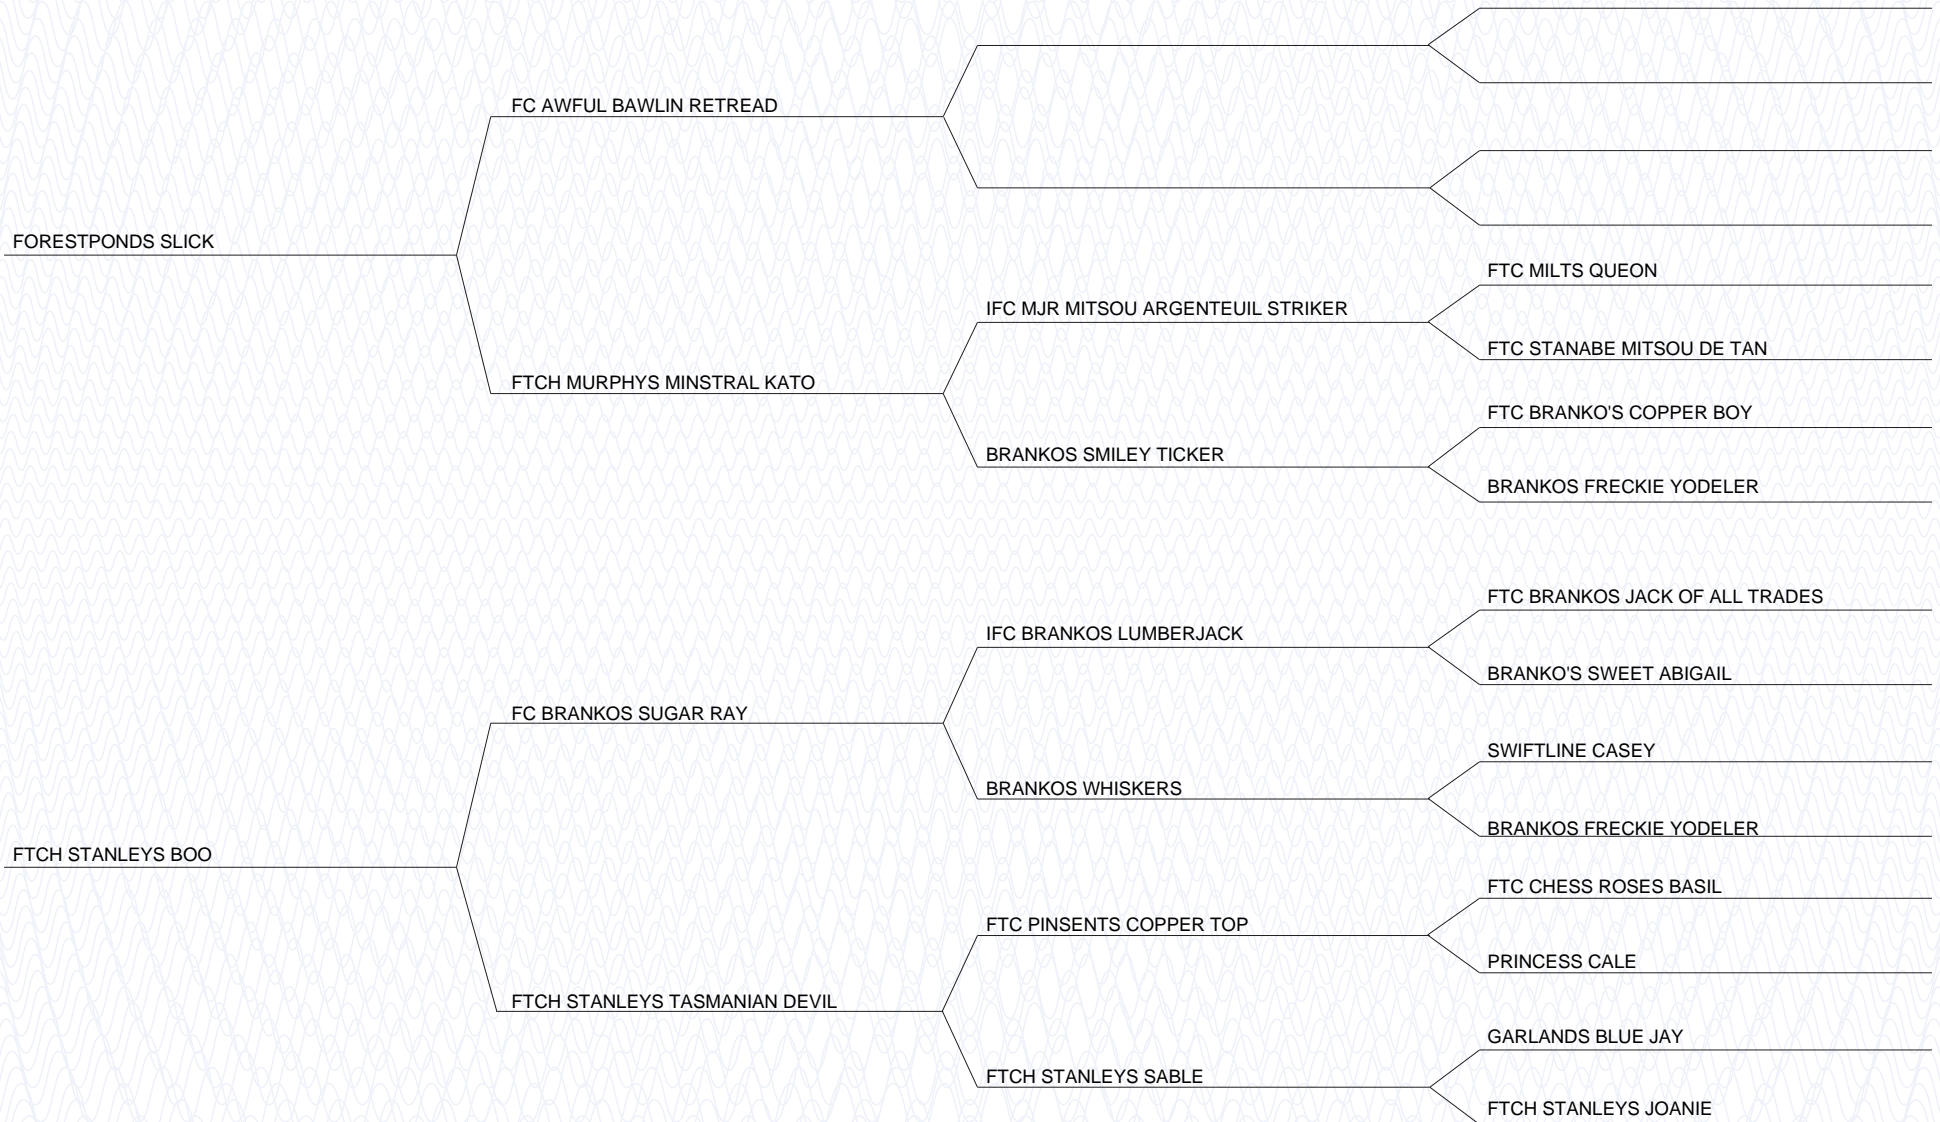 FC AWFUL BAWLIN RETREAD
FORESTPONDS SLICK
FTC MILTS QUEON
IFC MJR MITSOU ARGENTEUIL STRIKER
FTC STANABE MITSOU DE TAN
FTCH MURPHYS MINSTRAL KATO
FTC BRANKO'S COPPER BOY
BRANKOS SMILEY TICKER
BRANKOS FRECKIE YODELER
FTC BRANKOS JACK OF ALL TRADES
IFC BRANKOS LUMBERJACK
BRANKO'S SWEET ABIGAIL
FC BRANKOS SUGAR RAY
SWIFTLINE CASEY
BRANKOS WHISKERS
BRANKOS FRECKIE YODELER
FTCH STANLEYS BOO
FTC CHESS ROSES BASIL
FTC PINSENTS COPPER TOP
PRINCESS CALE
FTCH STANLEYS TASMANIAN DEVIL
GARLANDS BLUE JAY
FTCH STANLEYS SABLE
FTCH STANLEYS JOANIE